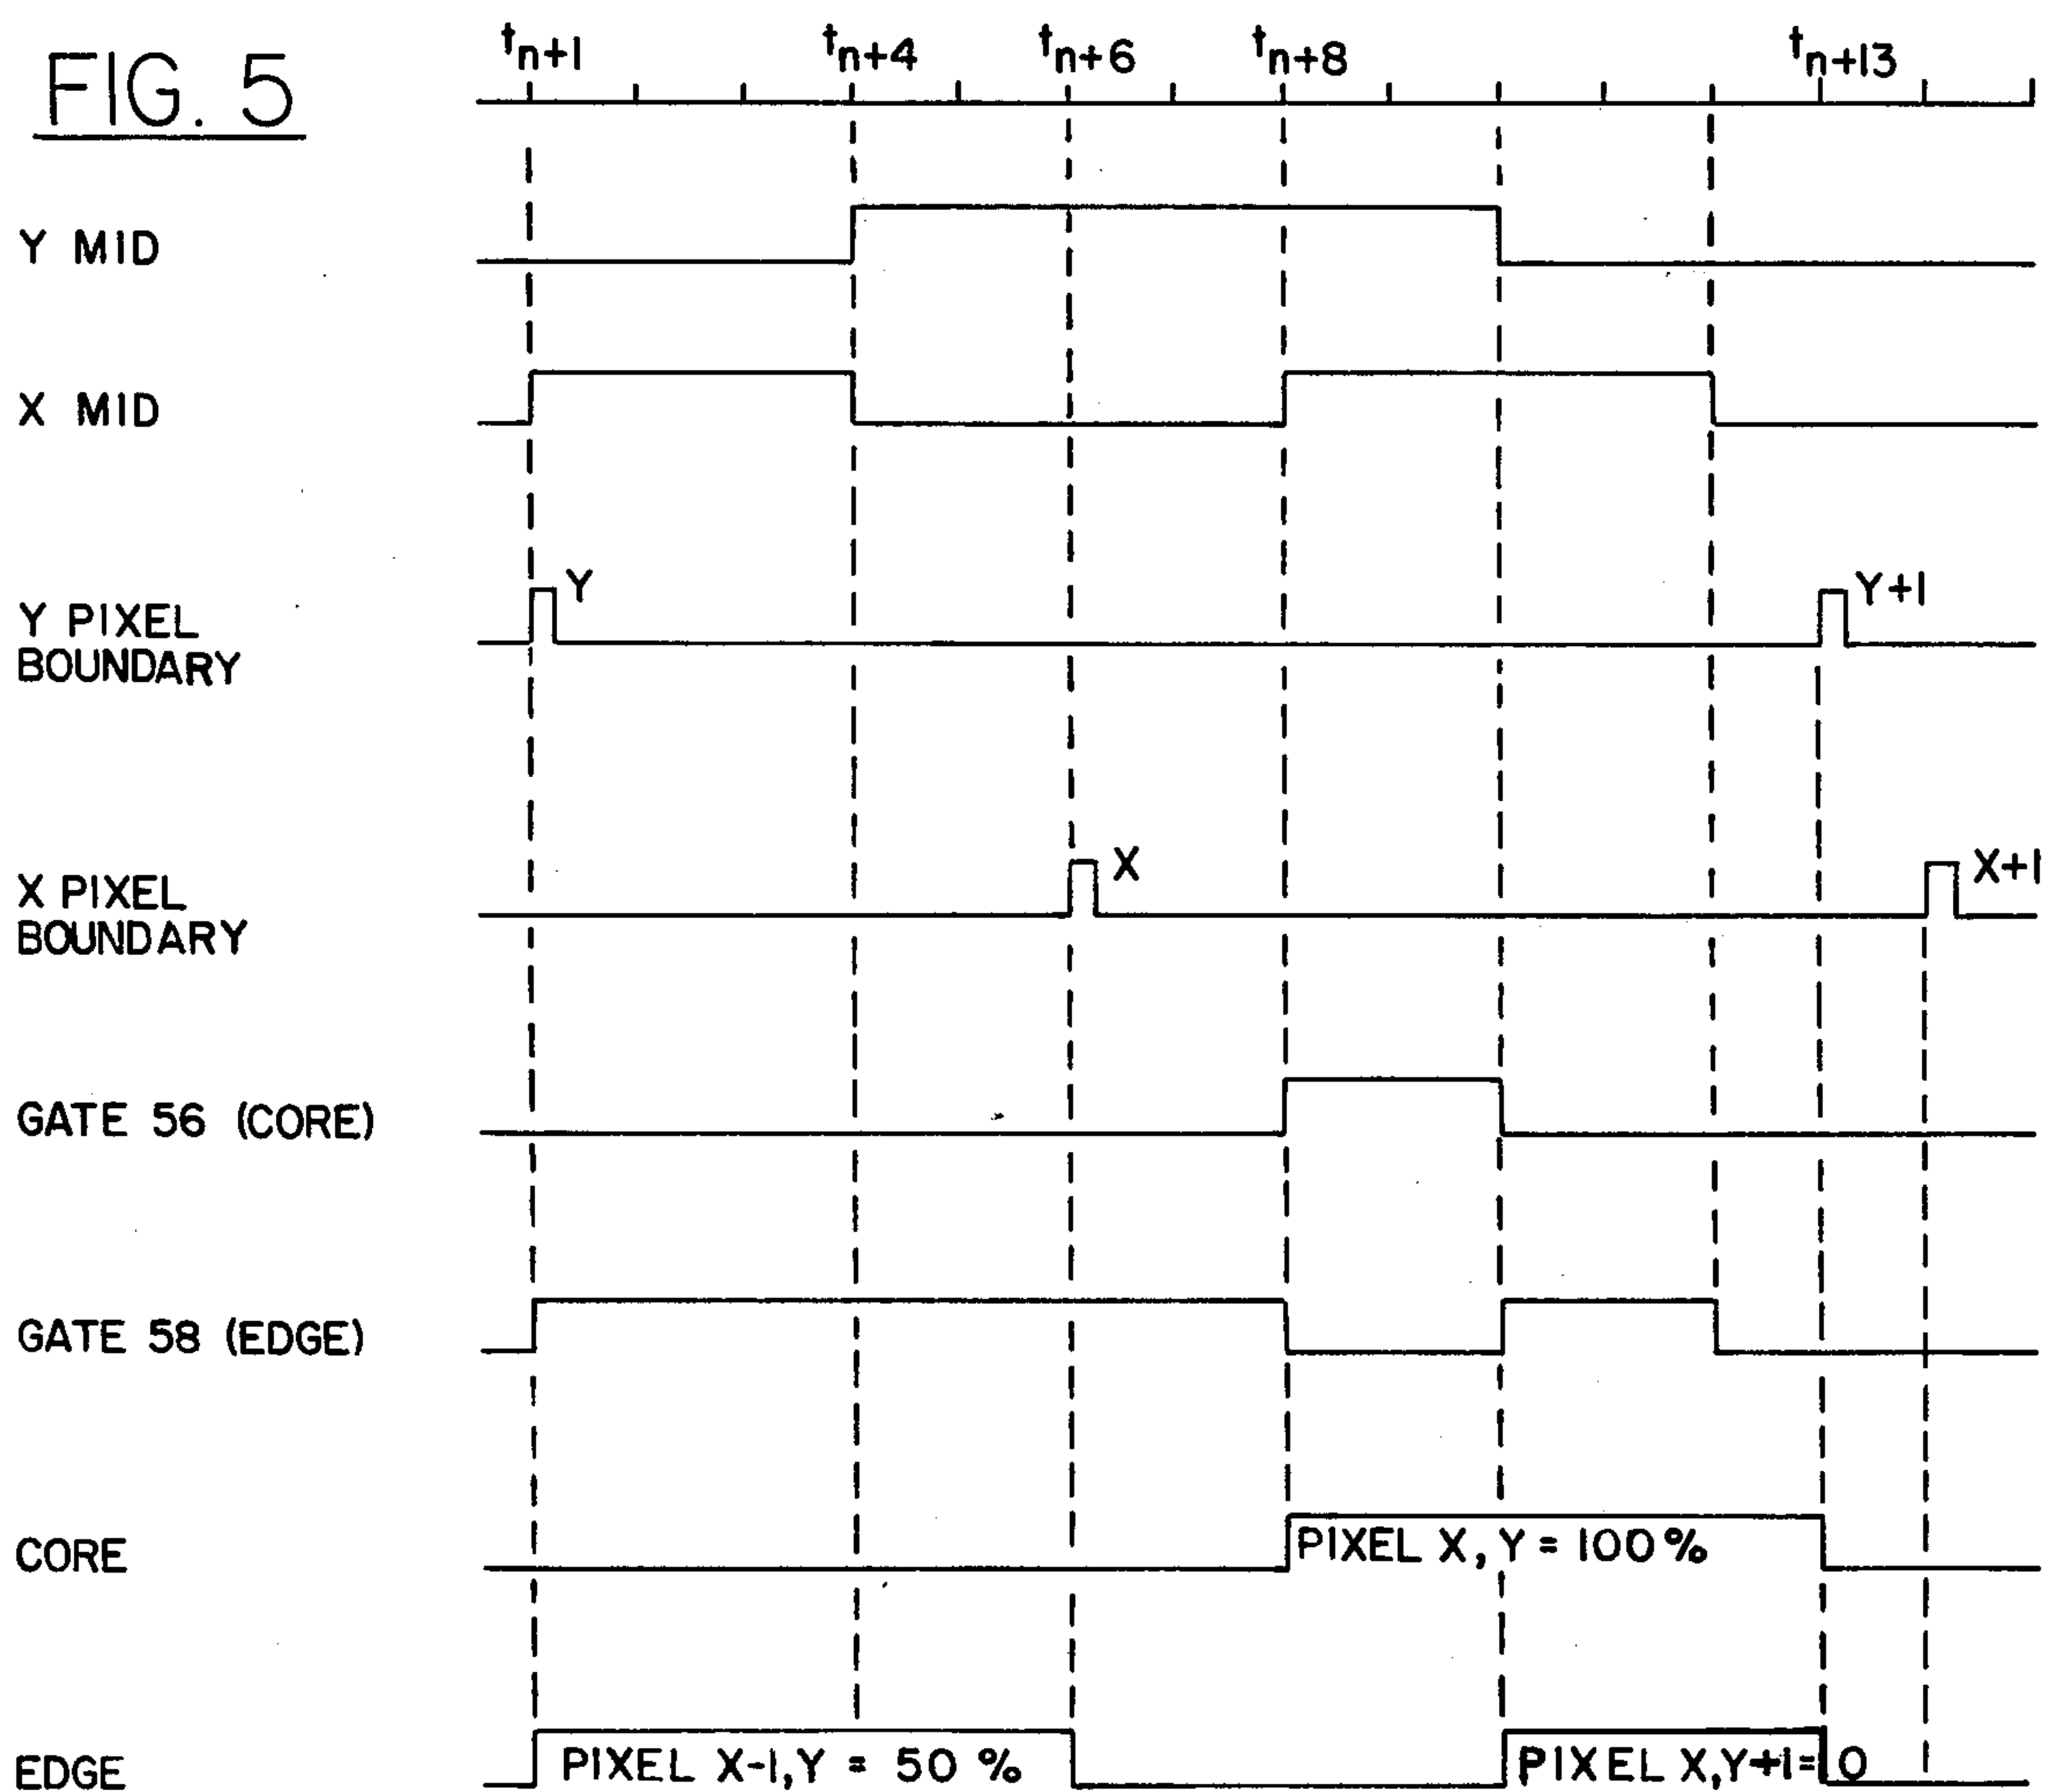 FIG. 5
tn+1 tn+4 tn+6 tn+8 tn+13
Y MID
X MID
Y PIXEL
BOUNDARY
Y
Y+1
X PIXEL
BOUNDARY
X
X+1
GATE 56 (CORE)
GATE 58 (EDGE)
CORE
PIXEL X, Y = 100%
EDGE
PIXEL X-1, Y = 50 %
PIXEL X, Y+1=0